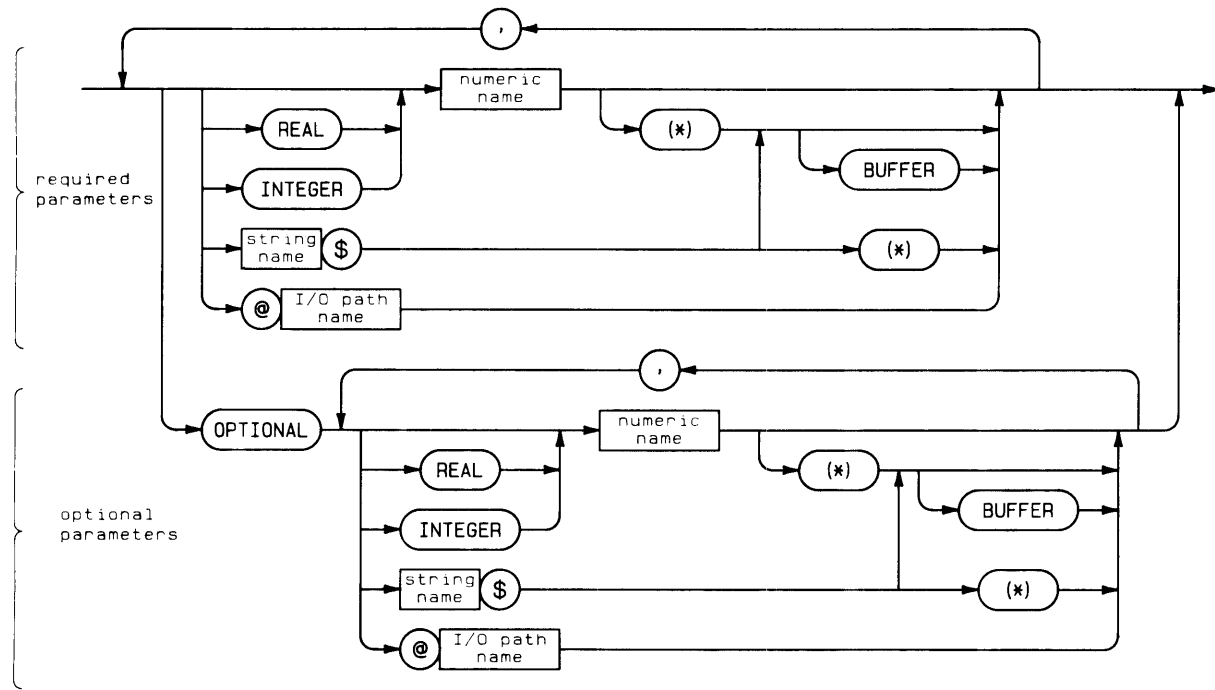 ,
numeric
name
REAL
(*)
BUFFER
INTEGER
required
parameters
string
name
$
(*)
@
I/O path
name
,
OPTIONAL
numeric
name
REAL
(*)
BUFFER
INTEGER
optional
parameters
string
name
$
(*)
@
I/O path
name